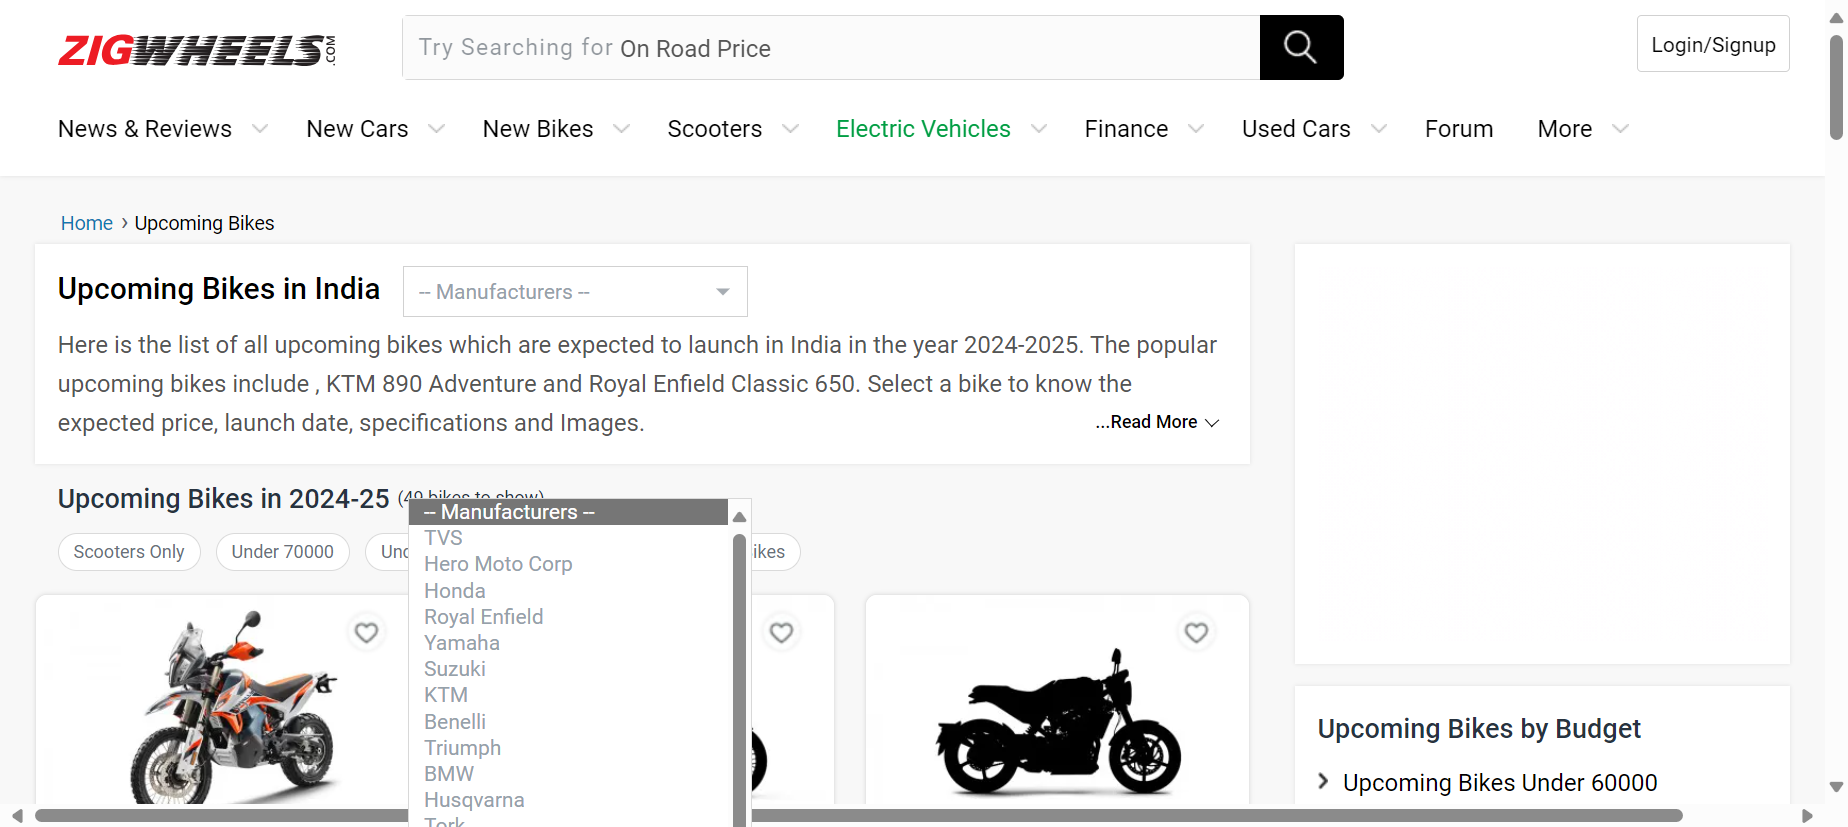 ZIGWHEELS.COM
Try Searching for On Road Price
Login/Signup
News & Reviews
New Cars
New Bikes
Scooters
Electric Vehicles
Finance
Used Cars
Forum
More
Home › Upcoming Bikes
Upcoming Bikes in India
-- Manufacturers --
Here is the list of all upcoming bikes which are expected to launch in India in the year 2024-2025. The popular
upcoming bikes include , KTM 890 Adventure and Royal Enfield Classic 650. Select a bike to know the
expected price, launch date, specifications and Images.
...Read More
Upcoming Bikes in 2024-25 (49 bikes to show)
Scooters Only
Under 70000
-- Manufacturers --
TVS
Hero Moto Corp
Honda
Royal Enfield
Yamaha
Suzuki
KTM
Benelli
Triumph
BMW
Husqvarna
Tork
Upcoming Bikes by Budget
Upcoming Bikes Under 60000